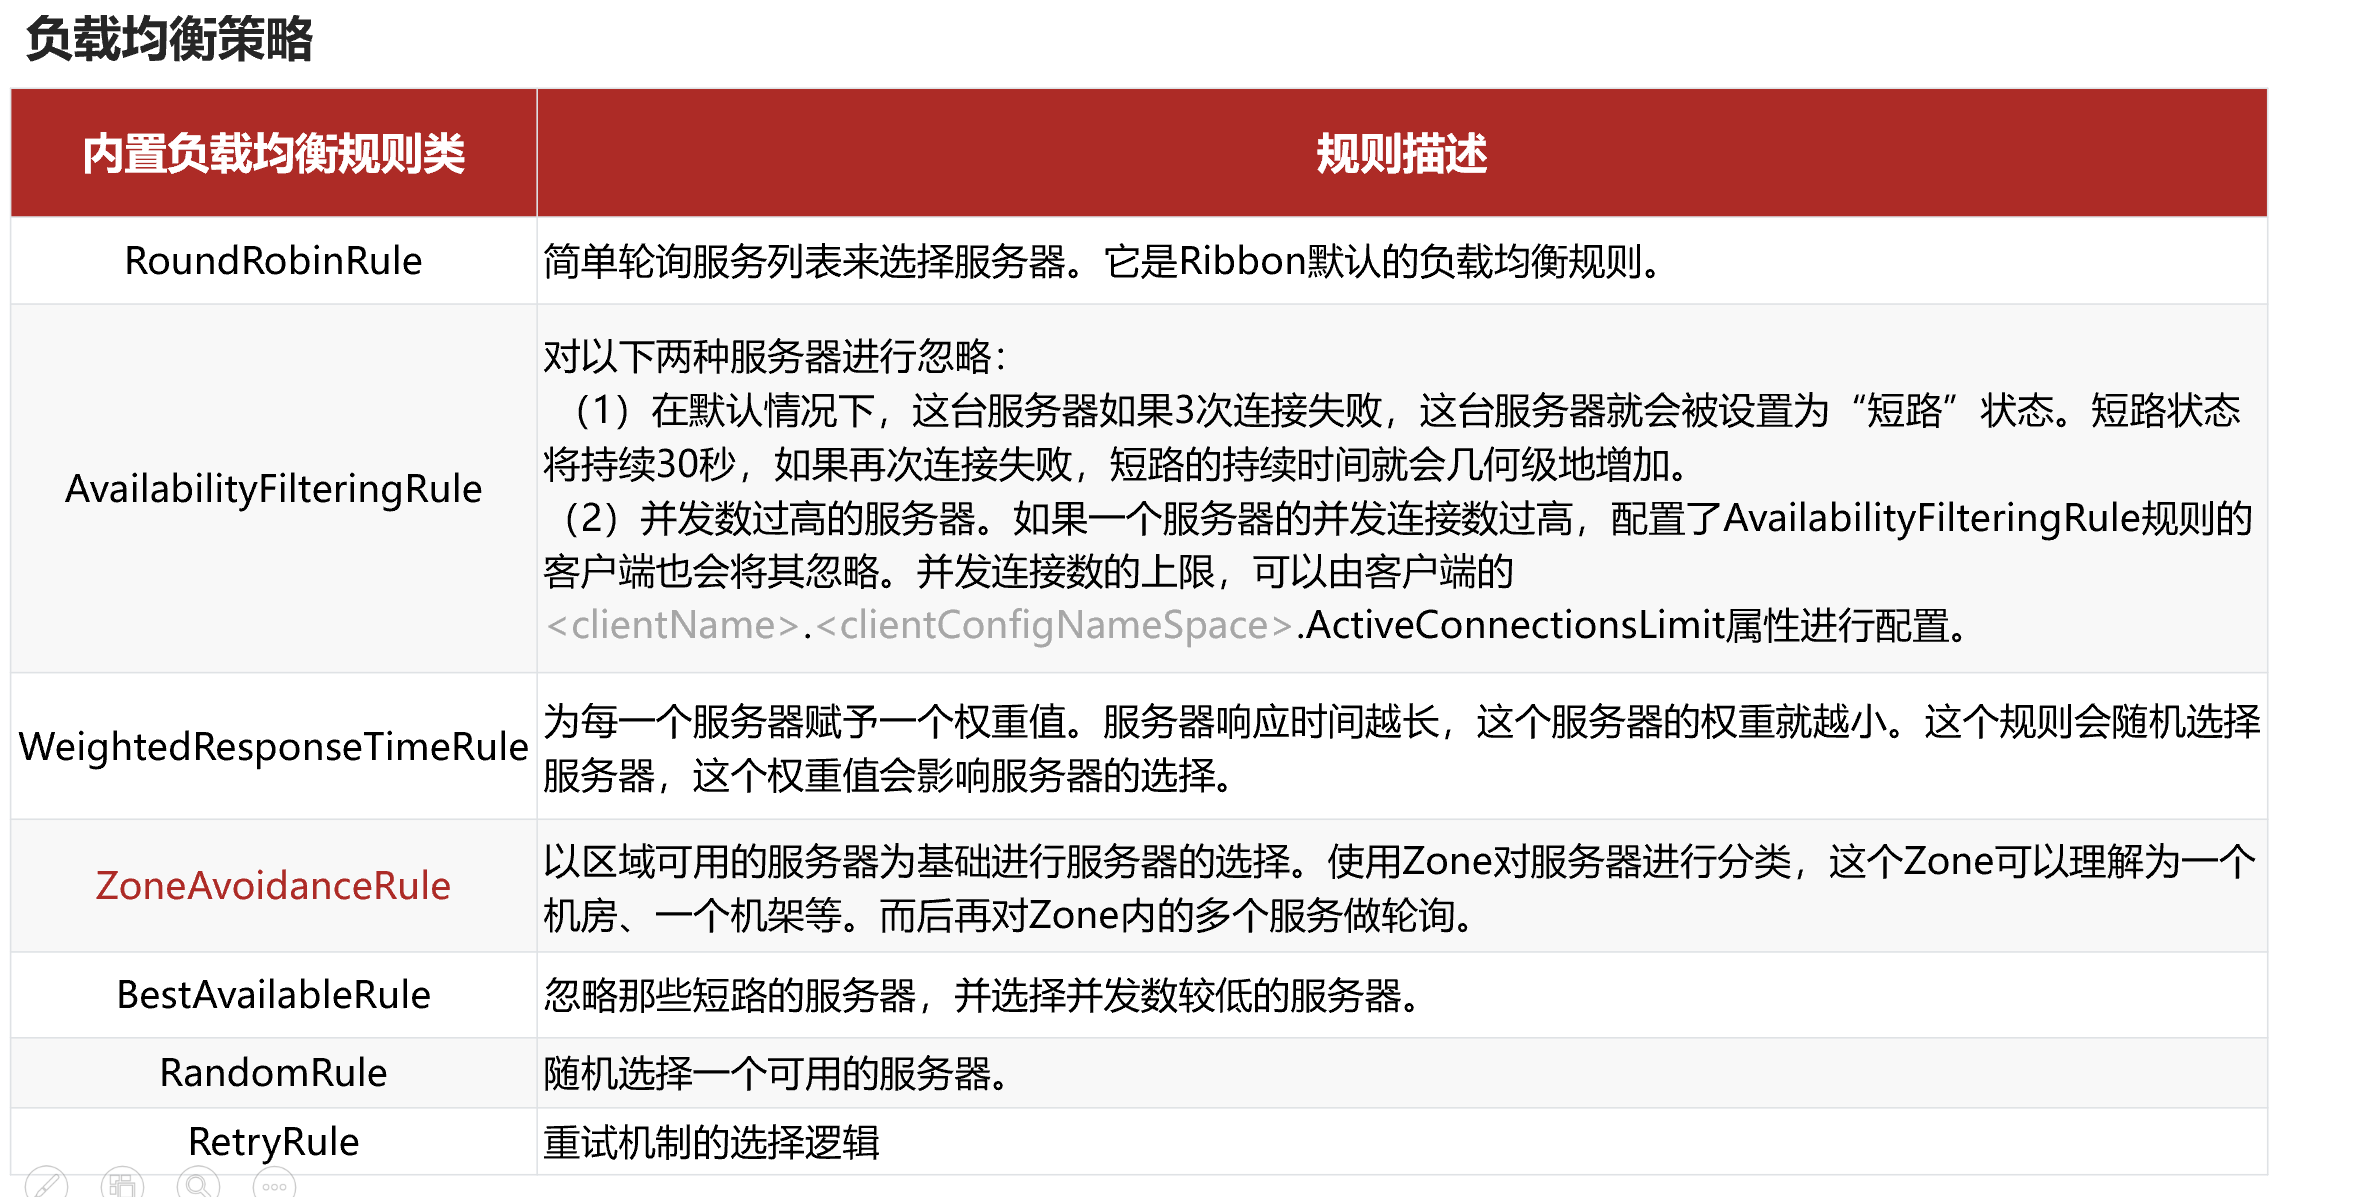 负载均衡策略
内置负载均衡规则类
规则描述
RoundRobinRule
简单轮询服务列表来选择服务器。它是Ribbon默认的负载均衡规则。
AvailabilityFilteringRule
对以下两种服务器进行忽略：
（1）在默认情况下，这台服务器如果3次连接失败，这台服务器就会被设置为“短路”状态。短路状态
将持续30秒，如果再次连接失败，短路的持续时间就会几何级地增加。
（2）并发数过高的服务器。如果一个服务器的并发连接数过高，配置了AvailabilityFilteringRule规则的
客户端也会将其忽略。并发连接数的上限，可以由客户端的
<clientName>.<clientConfigNameSpace>.ActiveConnectionsLimit属性进行配置。
WeightedResponseTimeRule
为每一个服务器赋予一个权重值。服务器响应时间越长，这个服务器的权重就越小。这个规则会随机选择
服务器，这个权重值会影响服务器的选择。
ZoneAvoidanceRule
以区域可用的服务器为基础进行服务器的选择。使用Zone对服务器进行分类，这个Zone可以理解为一个
机房、一个机架等。而后再对Zone内的多个服务做轮询。
BestAvailableRule
忽略那些短路的服务器，并选择并发数较低的服务器。
RandomRule
随机选择一个可用的服务器。
RetryRule
重试机制的选择逻辑